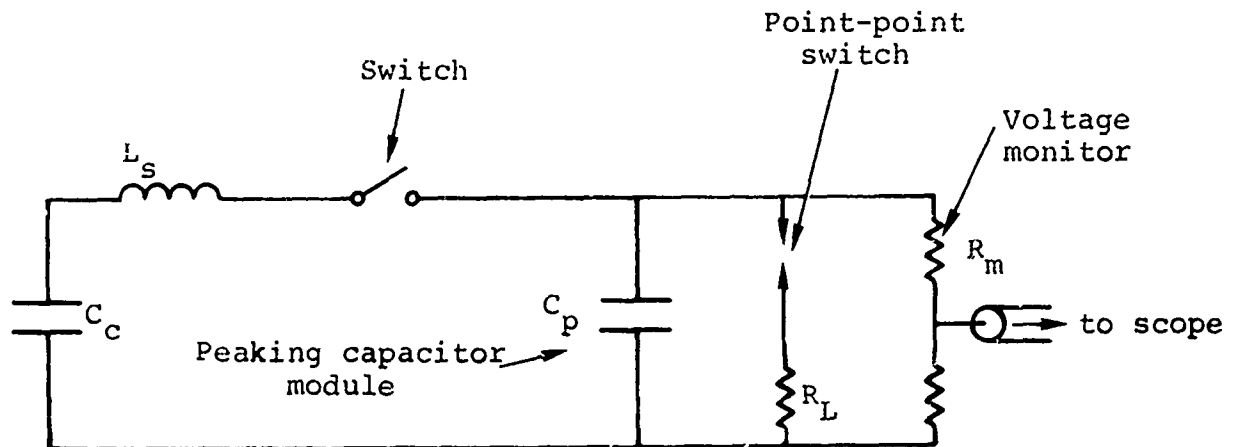 Point-point
switch
Switch
Voltage
monitor
L_s
R_m
C_c
C_p
to scope
Peaking capacitor
module
R_L